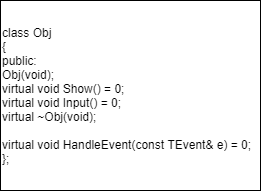 class Obj
{
public:
Obj(void);
virtual void Show() = 0;
virtual void Input() = 0;
virtual ~Obj(void);
virtual void HandleEvent(const TEvent& e) = 0;
};